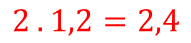 2 . 1,2 = 2,4